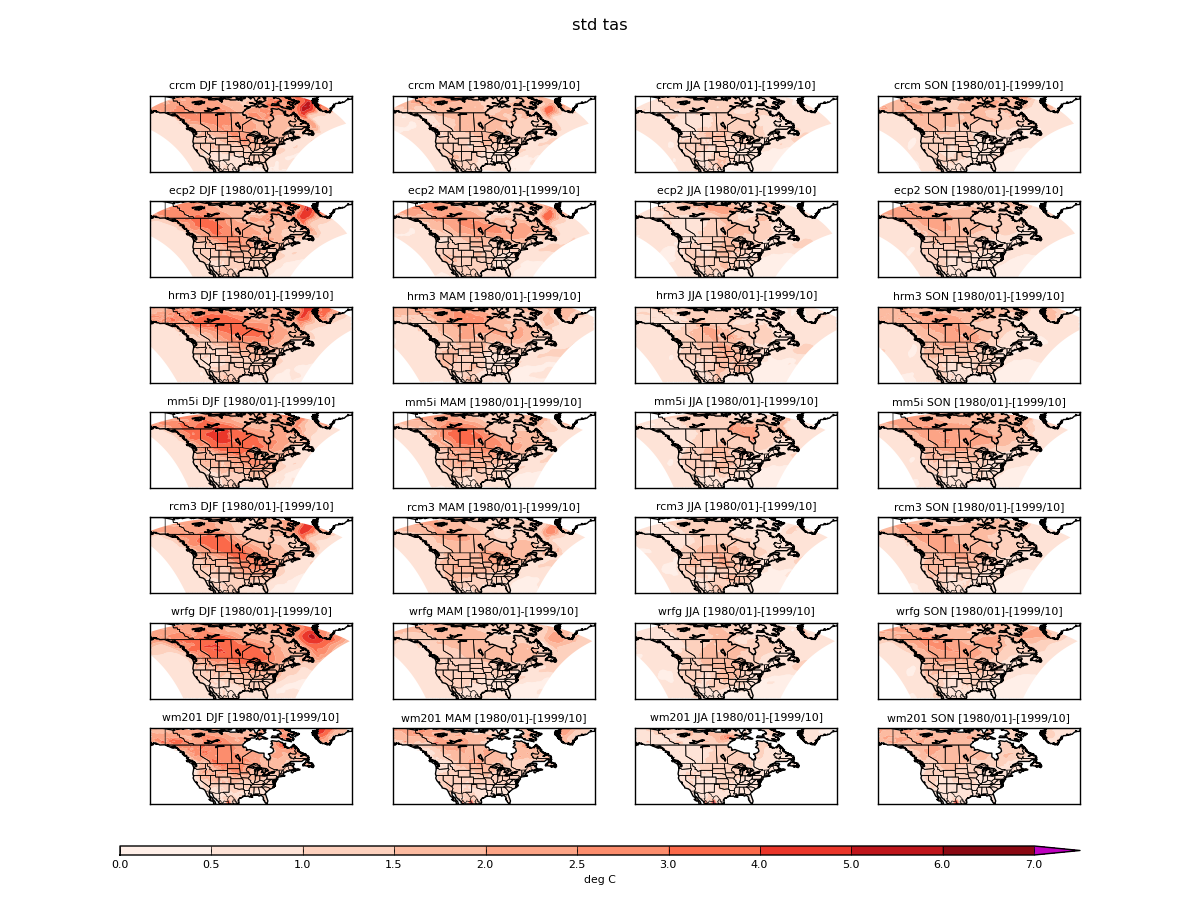 std tas
crcm DJF [1980/01]-[1999/10]
crcm MAM [1980/01]-[1999/10]
crcm JJA [1980/01]-[1999/10]
crcm SON [1980/01]-[1999/10]
ecp2 DJF [1980/01]-[1999/10]
ecp2 MAM [1980/01]-[1999/10]
ecp2 JJA [1980/01]-[1999/10]
ecp2 SON [1980/01]-[1999/10]
hrm3 DJF [1980/01]-[1999/10]
hrm3 MAM [1980/01]-[1999/10]
hrm3 JJA [1980/01]-[1999/10]
hrm3 SON [1980/01]-[1999/10]
mm5i DJF [1980/01]-[1999/10]
mm5i MAM [1980/01]-[1999/10]
mm5i JJA [1980/01]-[1999/10]
mm5i SON [1980/01]-[1999/10]
rcm3 DJF [1980/01]-[1999/10]
rcm3 MAM [1980/01]-[1999/10]
rcm3 JJA [1980/01]-[1999/10]
rcm3 SON [1980/01]-[1999/10]
wrfg DJF [1980/01]-[1999/10]
wrfg MAM [1980/01]-[1999/10]
wrfg JJA [1980/01]-[1999/10]
wrfg SON [1980/01]-[1999/10]
wm201 DJF [1980/01]-[1999/10]
wm201 MAM [1980/01]-[1999/10]
wm201 JJA [1980/01]-[1999/10]
wm201 SON [1980/01]-[1999/10]
0.0 0.5 1.0 1.5 2.0 2.5 3.0 4.0 5.0 6.0 7.0
deg C